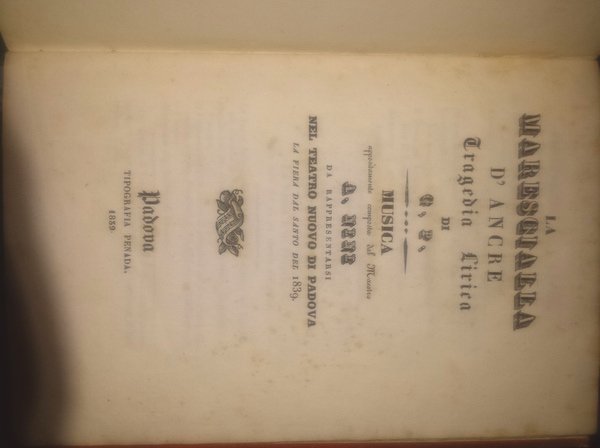 LA
MARESCIALLA
D'ANCRE
Tragedia Lirica
DI
G. P.
MUSICA
appositamente composta dal Maestro
A. NINI
DA RAPPRESENTARSI
NEL TEATRO NUOVO DI PADOVA
LA FIERA DAL SANTO DEL 1839.
Padova
TIPOGRAFIA PENADA.
1839.